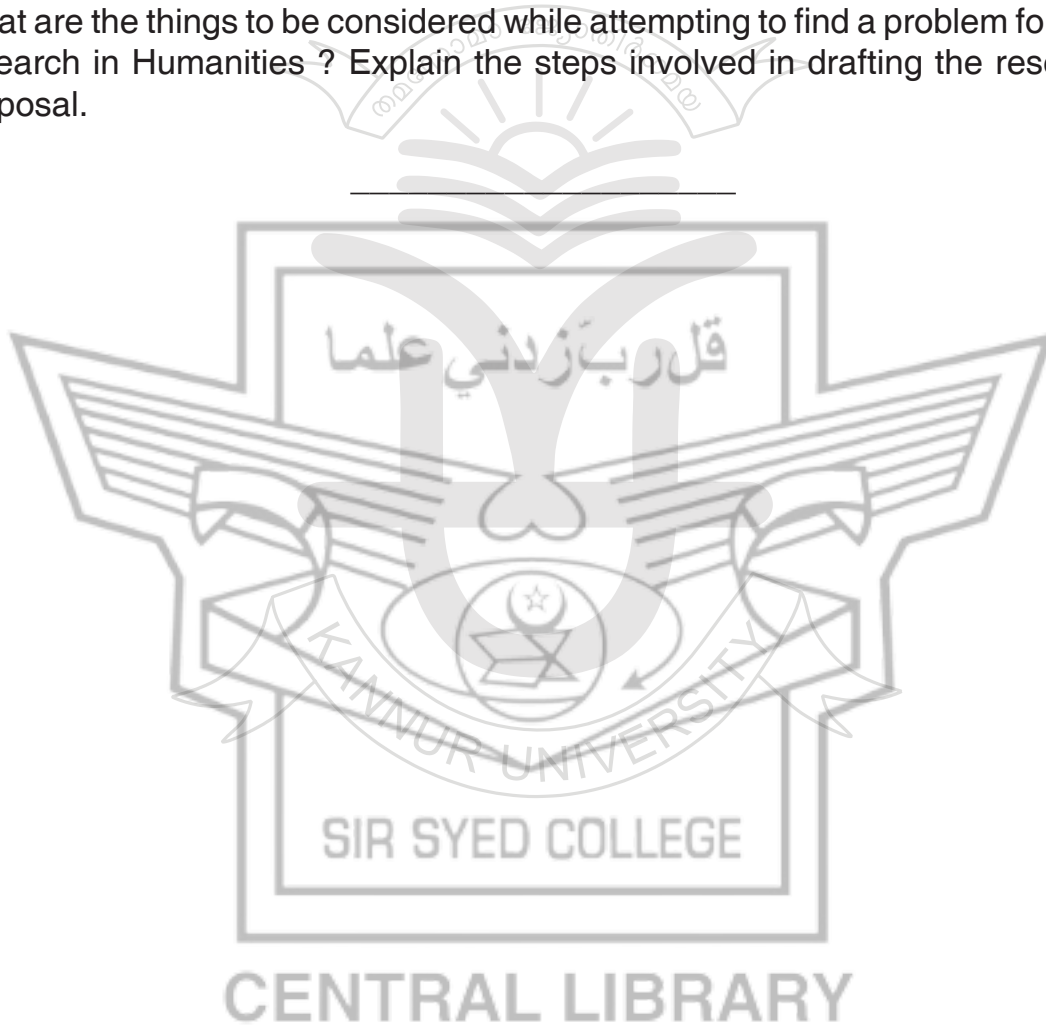 at are the things to be considered while attempting to find a problem fo
earch in Humanities ? Explain the steps involved in drafting the rese
posal.
قل ربّ زدني علما
KANNUR UNIVERSITY
SIR SYED COLLEGE
CENTRAL LIBRARY